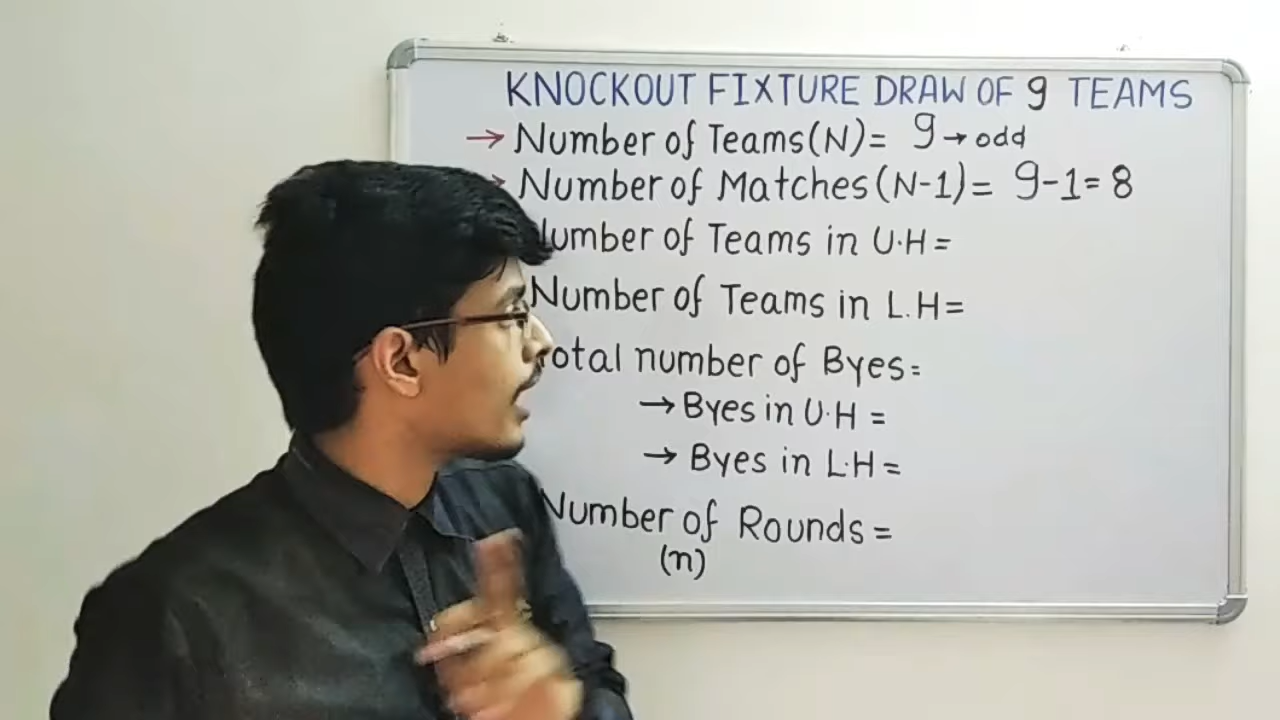 KNOCKOUT FIXTURE DRAW OF 9 TEAMS
→ Number of Teams(N)= 9→odd
Number of Matches (N-1)= 9-1=8
Number of Teams in U.H=
Number of Teams in L.H=
Total number of Byes=
→ Byes in U.H =
→ Byes in L.H=
Number of Rounds=
(n)